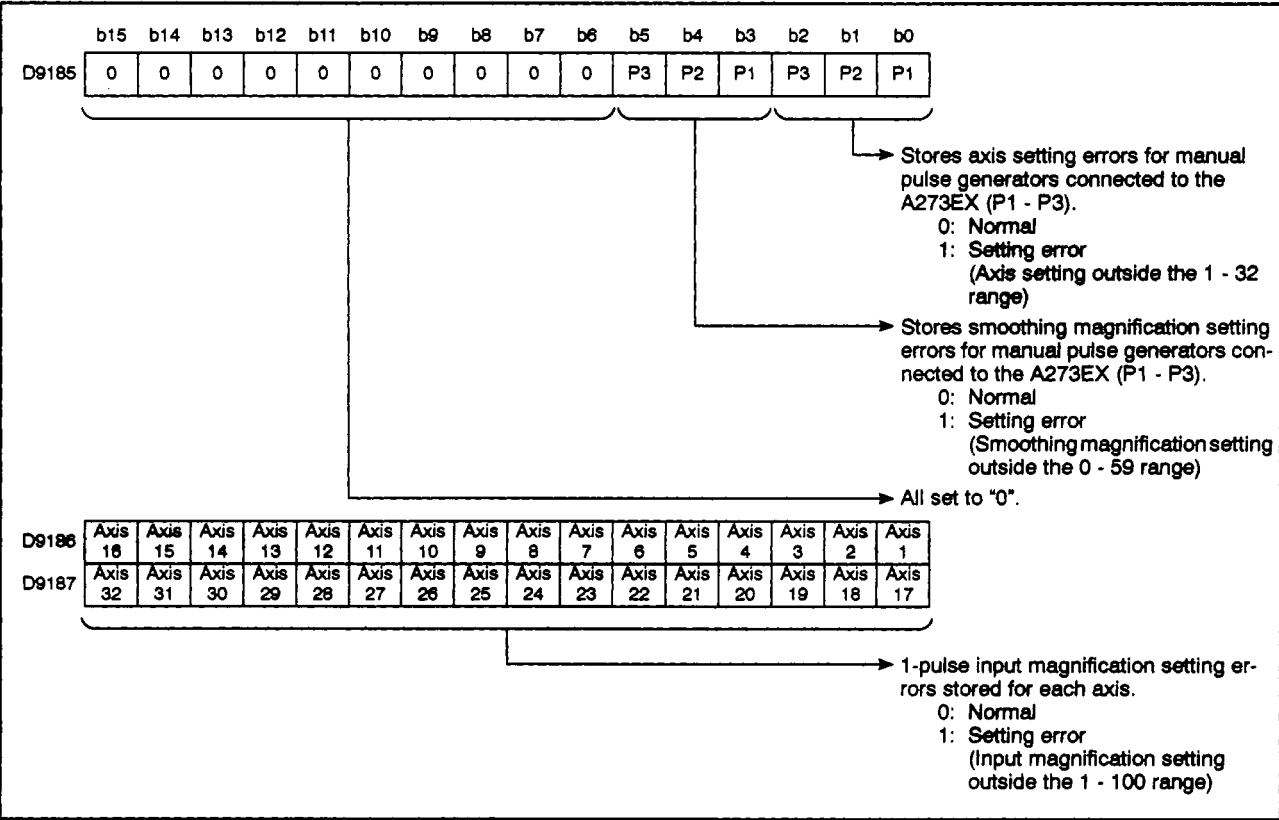 b15 b14 b13 b12 b11 b10 b9 b8 b7 b6 b5 b4 b3 b2 b1 b0
D9185 0 0 0 0 0 0 0 0 0 0 P3 P2 P1 P3 P2 P1
Stores axis setting errors for manual
pulse generators connected to the
A273EX (P1 - P3).
0: Normal
1: Setting error
(Axis setting outside the 1 - 32
range)
Stores smoothing magnification setting
errors for manual pulse generators con-
nected to the A273EX (P1 - P3).
0: Normal
1: Setting error
(Smoothing magnification setting
outside the 0 - 59 range)
All set to "0".
D9186 Axis 16 Axis 15 Axis 14 Axis 13 Axis 12 Axis 11 Axis 10 Axis 9 Axis 8 Axis 7 Axis 6 Axis 5 Axis 4 Axis 3 Axis 2 Axis 1
D9187 Axis 32 Axis 31 Axis 30 Axis 29 Axis 28 Axis 27 Axis 26 Axis 25 Axis 24 Axis 23 Axis 22 Axis 21 Axis 20 Axis 19 Axis 18 Axis 17
1-pulse input magnification setting er-
rors stored for each axis.
0: Normal
1: Setting error
(Input magnification setting
outside the 1 - 100 range)